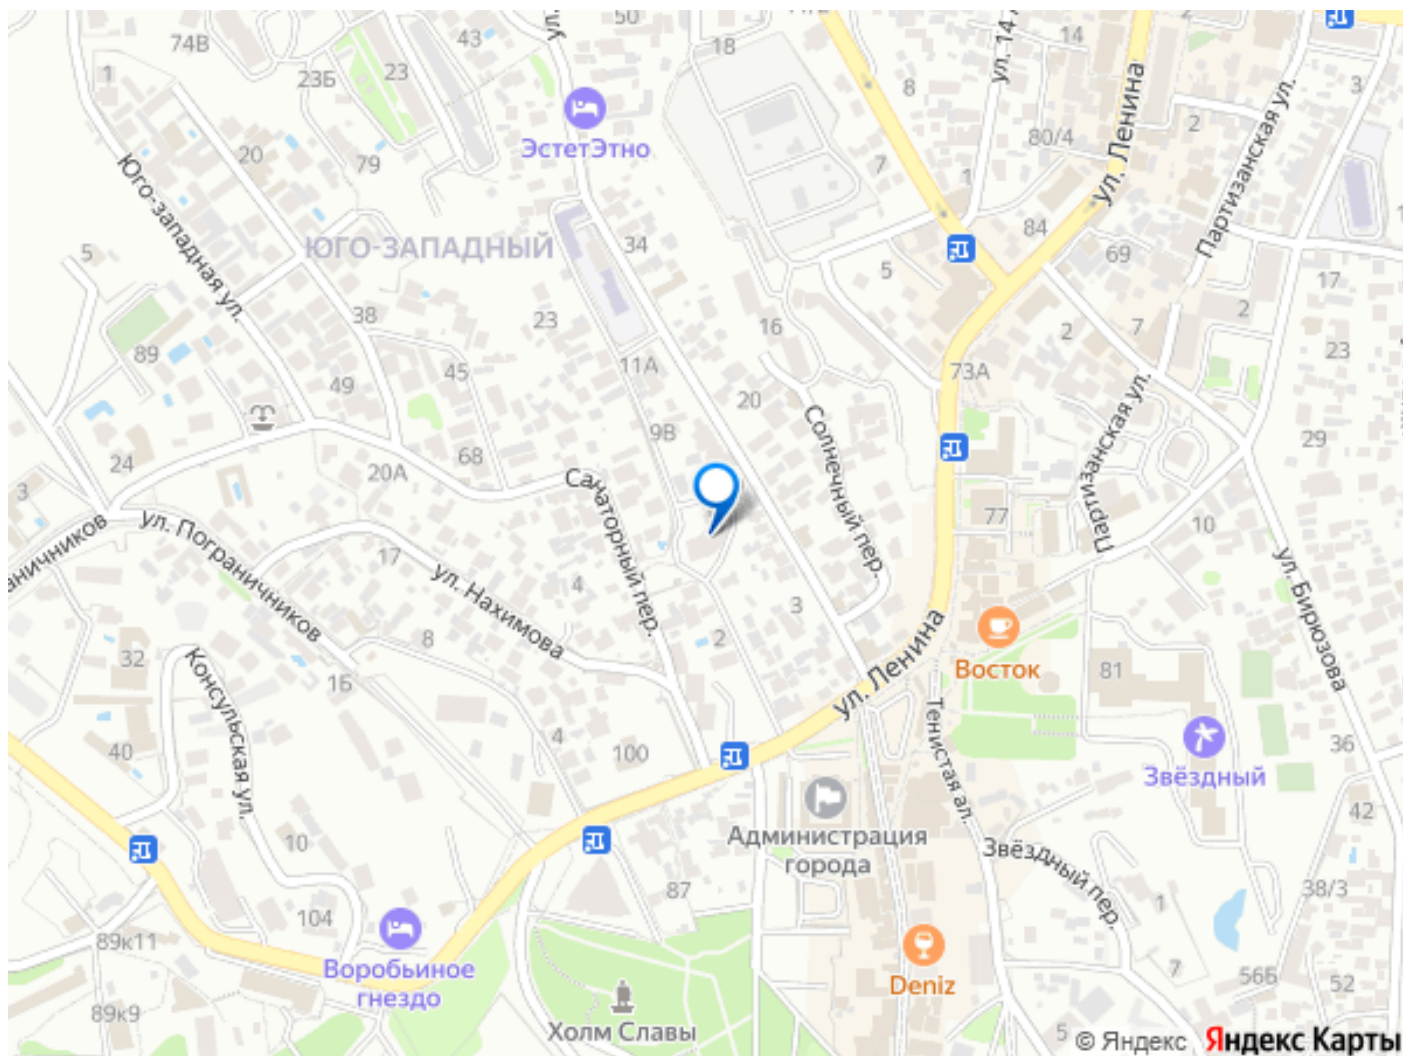 50
74В
43
18
14
ул. 14
1
23Б
23
8
3
ул. Ленина
2
ЭстетЭтно
80/4
2
20
79
7
1
Партизанская ул.
Юго-западная ул.
5
ЮГО-ЗАПАДНЫЙ
34
84
69
5
17
23
38
16
2
7
2
89
11А
73А
23
49
45
20
Партизанская ул.
9В
Солнечный пер.
29
24
68
20А
3
Санаторный пер.
77
10
ул. Пограничников
17
ул. Нахимова
4
3
ул. Бирюзова
8
2
ул. Ленина
Восток
81
32
1б
Консульская ул.
Тенистая ал.
40
4
100
36
Звёздный
10
Администрация
города
42
Звёздный пер.
87
38/3
104
1
89к11
Воробьиное
гнездо
7
56Б
52
Deniz
89к9
Холм Славы
5
© Яндекс Яндекс Карты